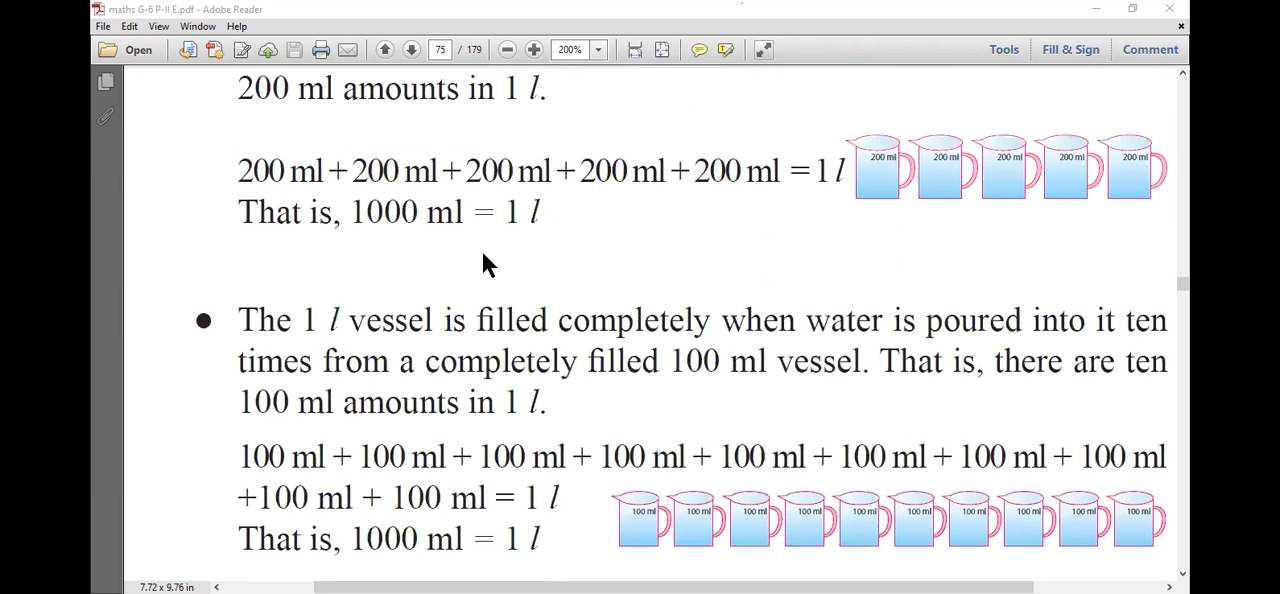 maths G-6 P-II E.pdf - Adobe Reader
File Edit View Window Help
Open 75 / 179 200% Tools Fill & Sign Comment
200 ml amounts in 1 l.
200 ml + 200 ml + 200 ml + 200 ml + 200 ml = 1 l
200 ml 200 ml 200 ml 200 ml 200 ml
That is, 1000 ml = 1 l
● The 1 l vessel is filled completely when water is poured into it ten
times from a completely filled 100 ml vessel. That is, there are ten
100 ml amounts in 1 l.
100 ml + 100 ml + 100 ml + 100 ml + 100 ml + 100 ml + 100 ml + 100 ml
+100 ml + 100 ml = 1 l
100 ml 100 ml 100 ml 100 ml 100 ml 100 ml 100 ml 100 ml 100 ml 100 ml
That is, 1000 ml = 1 l
7.72 x 9.76 in